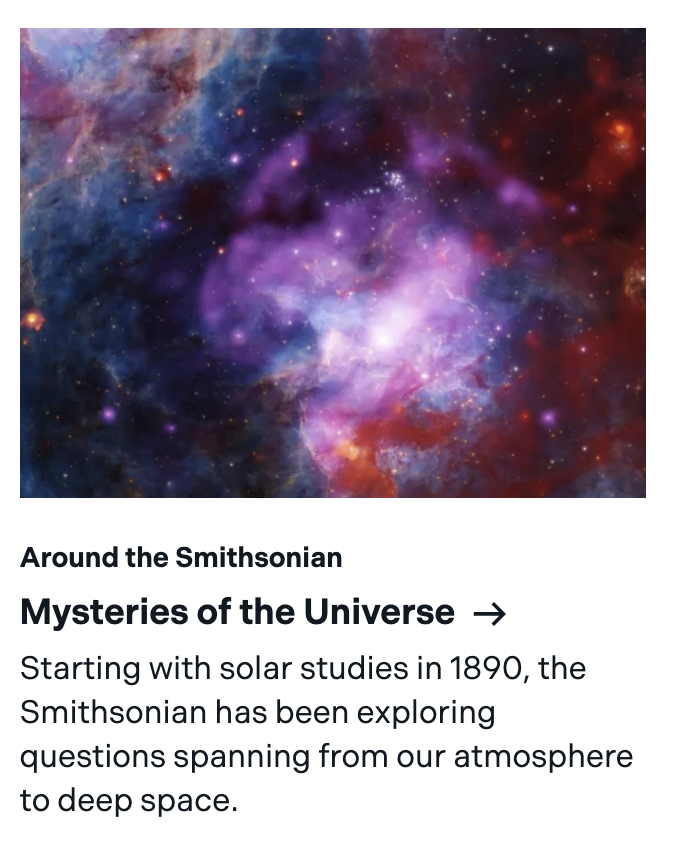 Around the Smithsonian
Mysteries of the Universe →
Starting with solar studies in 1890, the
Smithsonian has been exploring
questions spanning from our atmosphere
to deep space.